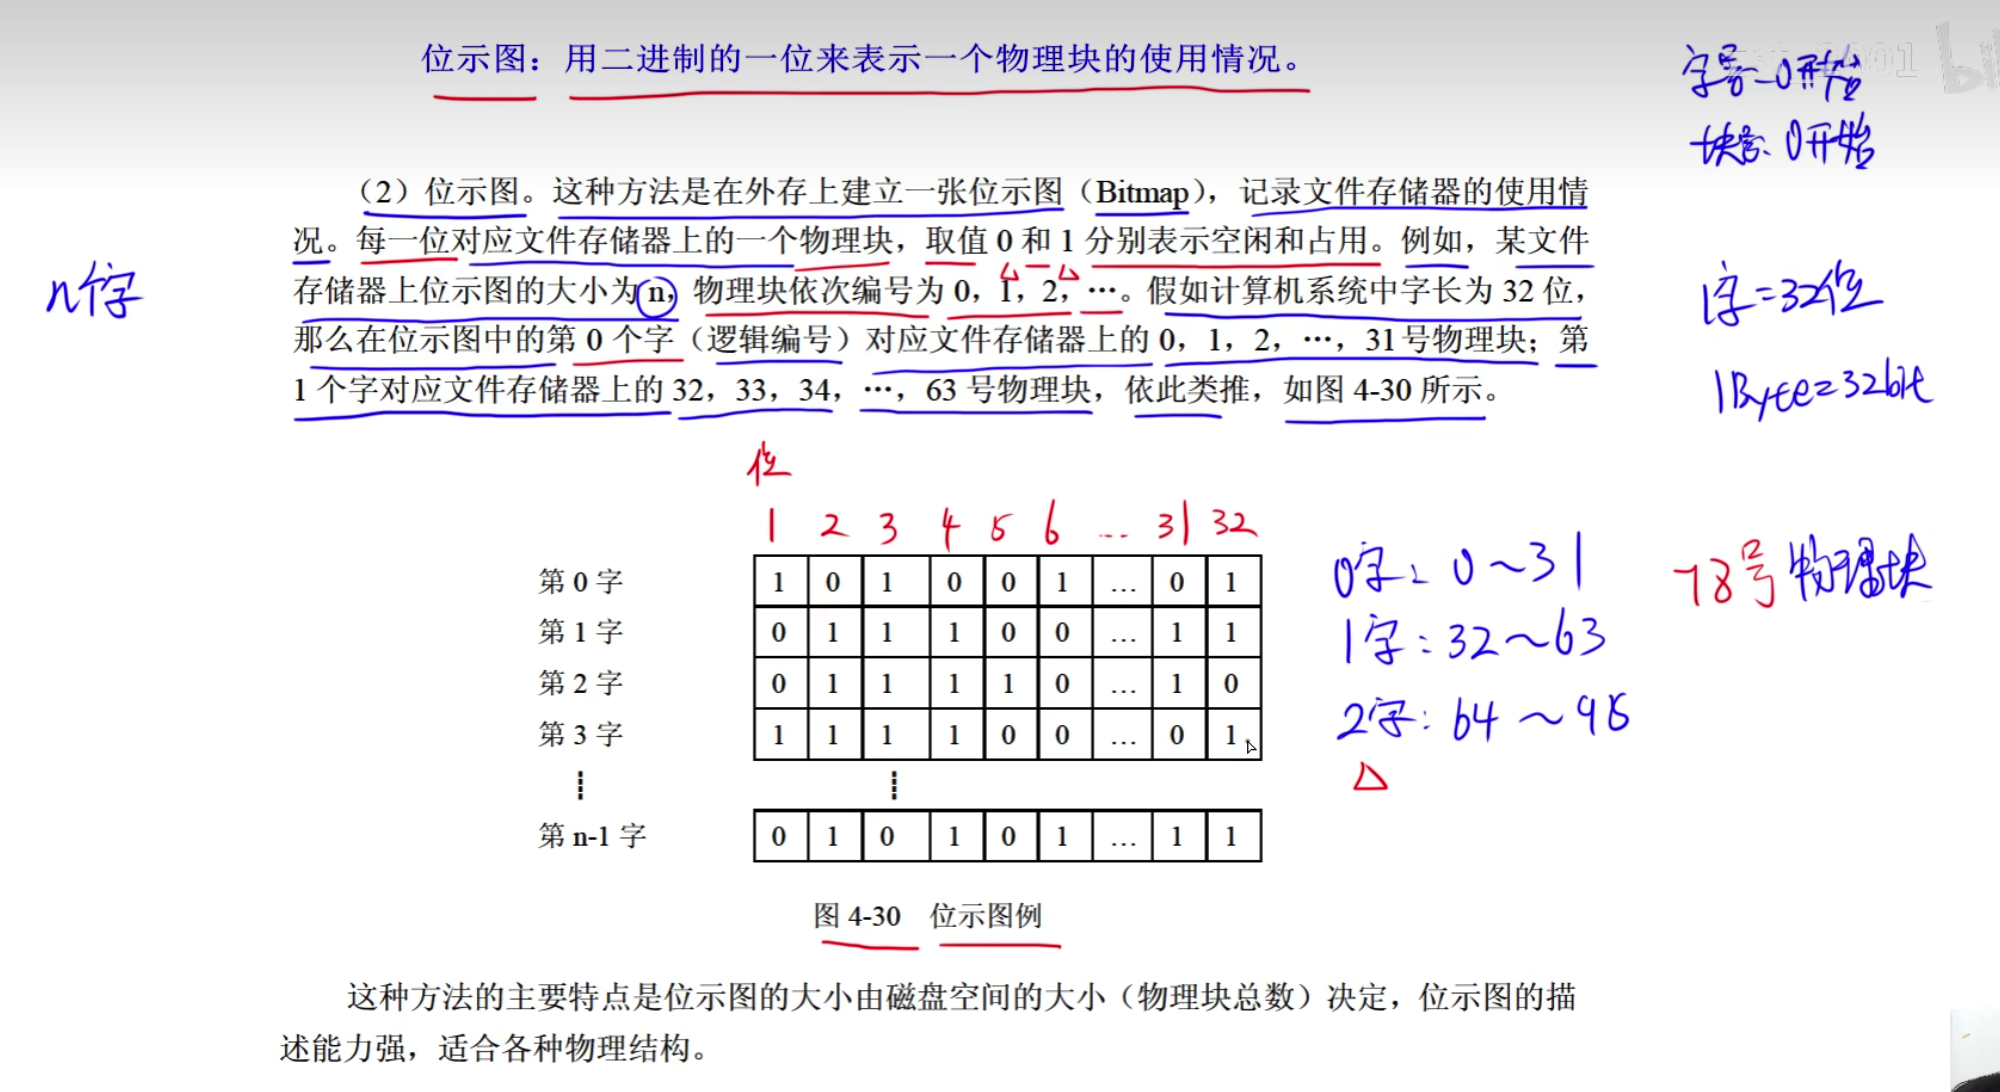 位示图：用二进制的一位来表示一个物理块的使用情况。
字号-0开始
块号、0开始
（2）位示图。这种方法是在外存上建立一张位示图（Bitmap），记录文件存储器的使用情
况。每一位对应文件存储器上的一个物理块，取值 0 和 1 分别表示空闲和占用。例如，某文件
存储器上位示图的大小为 n，物理块依次编号为 0，1，2，…。假如计算机系统中字长为 32 位，
那么在位示图中的第 0 个字（逻辑编号）对应文件存储器上的 0，1，2，…，31号物理块；第
1 个字对应文件存储器上的 32，33，34，…，63 号物理块，依此类推，如图 4-30 所示。
n个字
1字=32位
1Byte=32bit
位
1 2 3 4 5 6 … 31 32
第 0 字 1 0 1 0 0 1 … 0 1
第 1 字 0 1 1 1 0 0 … 1 1
第 2 字 0 1 1 1 1 0 … 1 0
第 3 字 1 1 1 1 0 0 … 0 1
第 n-1 字 0 1 0 1 0 1 … 1 1
0字: 0～31
1字: 32～63
2字: 64～95
78号物理块
图 4-30 位示图例
这种方法的主要特点是位示图的大小由磁盘空间的大小（物理块总数）决定，位示图的描
述能力强，适合各种物理结构。